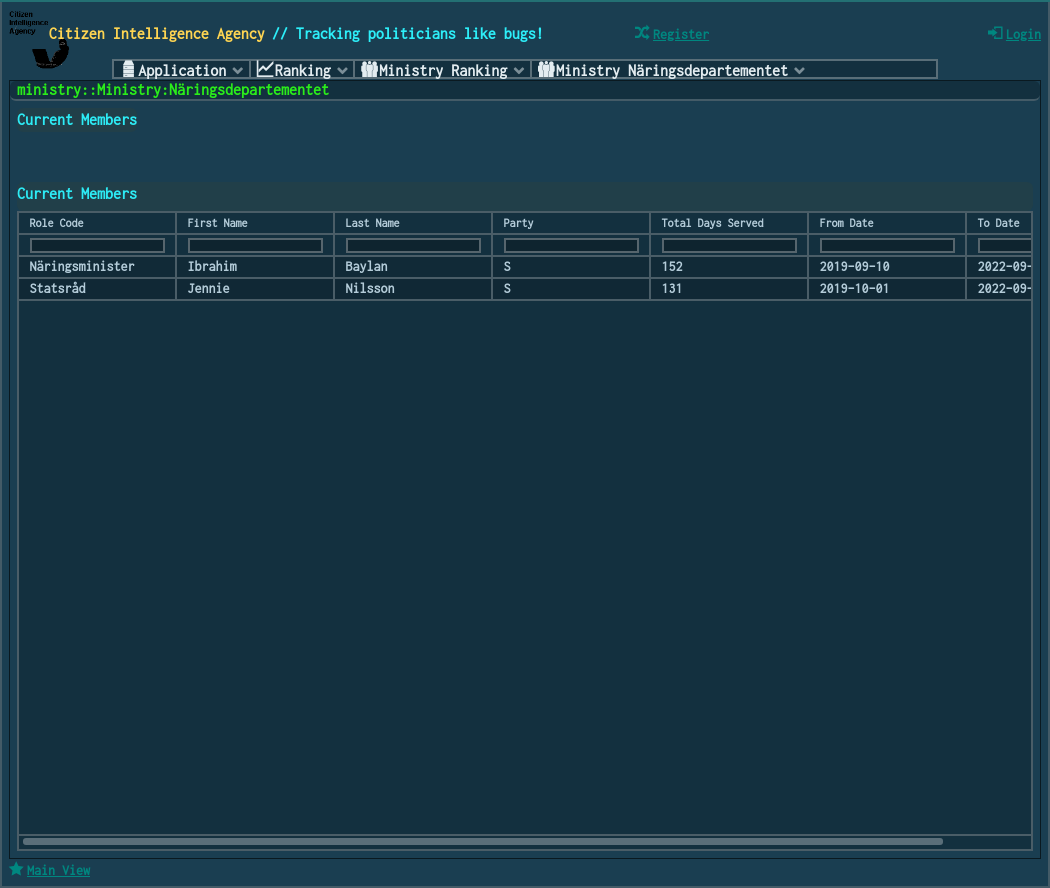 Citizen
Intelligence
Agency
Citizen Intelligence Agency // Tracking politicians like bugs!
Register
Login
Application
Ranking
Ministry Ranking
Ministry Näringsdepartementet
ministry::Ministry:Näringsdepartementet
Current Members
Current Members
Role Code First Name Last Name Party Total Days Served From Date To Date
Näringsminister Ibrahim Baylan S 152 2019-09-10 2022-09-
Statsråd Jennie Nilsson S 131 2019-10-01 2022-09-
Main View